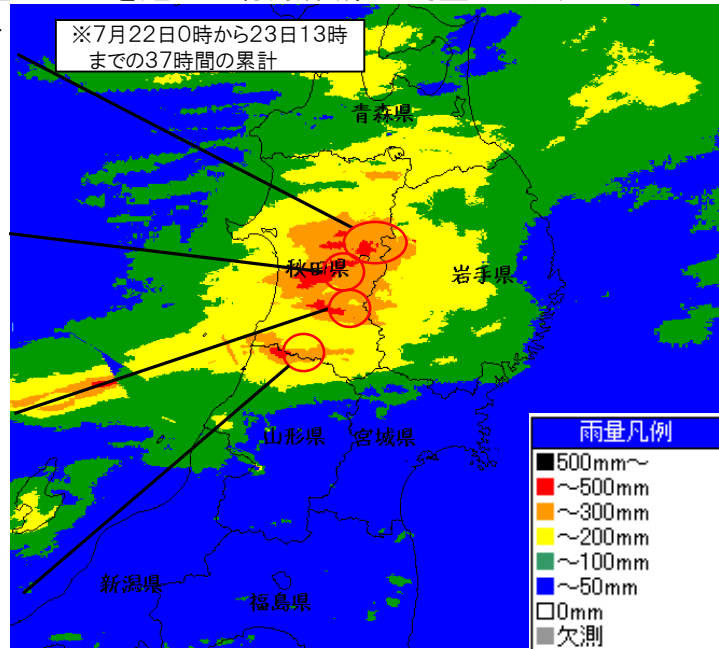 ※7月22日0時から23日13時
までの37時間の累計
青森県
秋田県
岩手県
山形県
宮城県
新潟県
福島県
雨量凡例
■500mm～
■～500mm
■～300mm
■～200mm
■～100mm
■～50mm
□0mm
■欠測